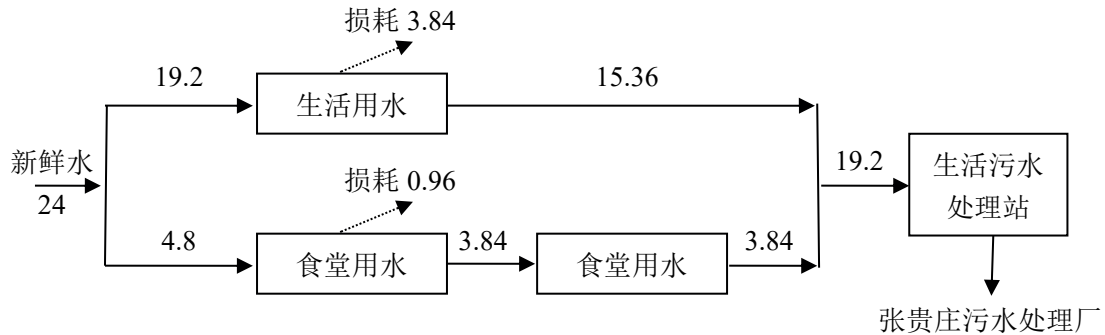 损耗 3.84
19.2
生活用水
15.36
新鲜水
24
损耗 0.96
19.2
生活污水
处理站
4.8
食堂用水
3.84
食堂用水
3.84
张贵庄污水处理厂